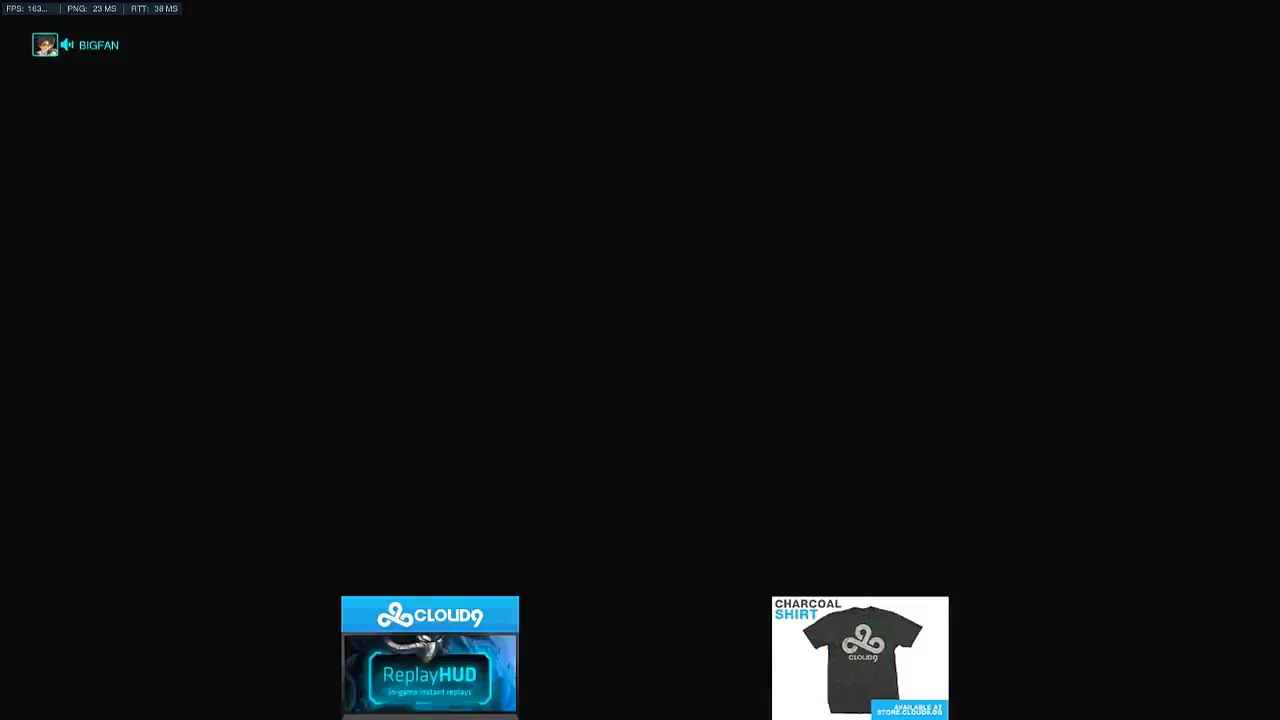 FPS: 163... | PNG: 23 MS | RTT: 38 MS
BIGFAN
CLOUD9
ReplayHUD
in-game instant replays
CHARCOAL
SHIRT
CLOUD9
AVAILABLE AT
STORE.CLOUD9.GG